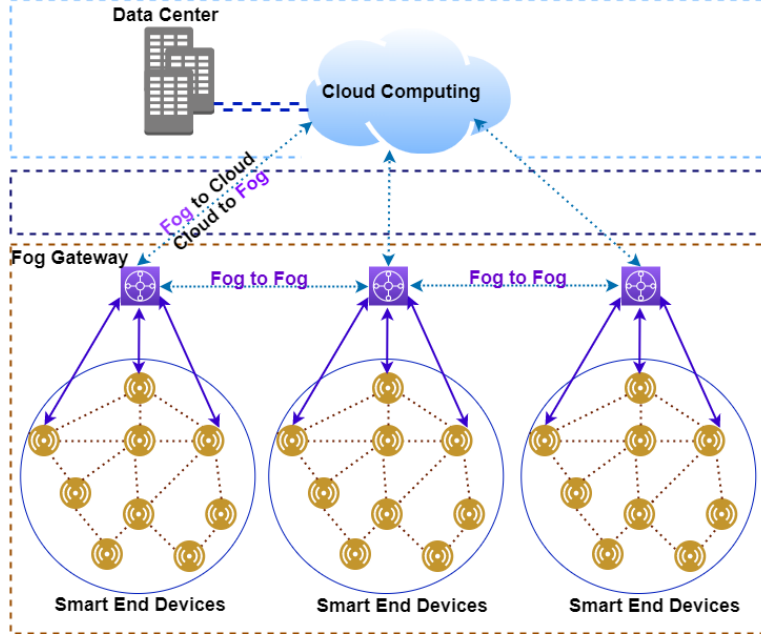 Data Center
Cloud Computing
Fog to Cloud
Cloud to Fog
Fog Gateway
Fog to Fog
Fog to Fog
Smart End Devices
Smart End Devices
Smart End Devices